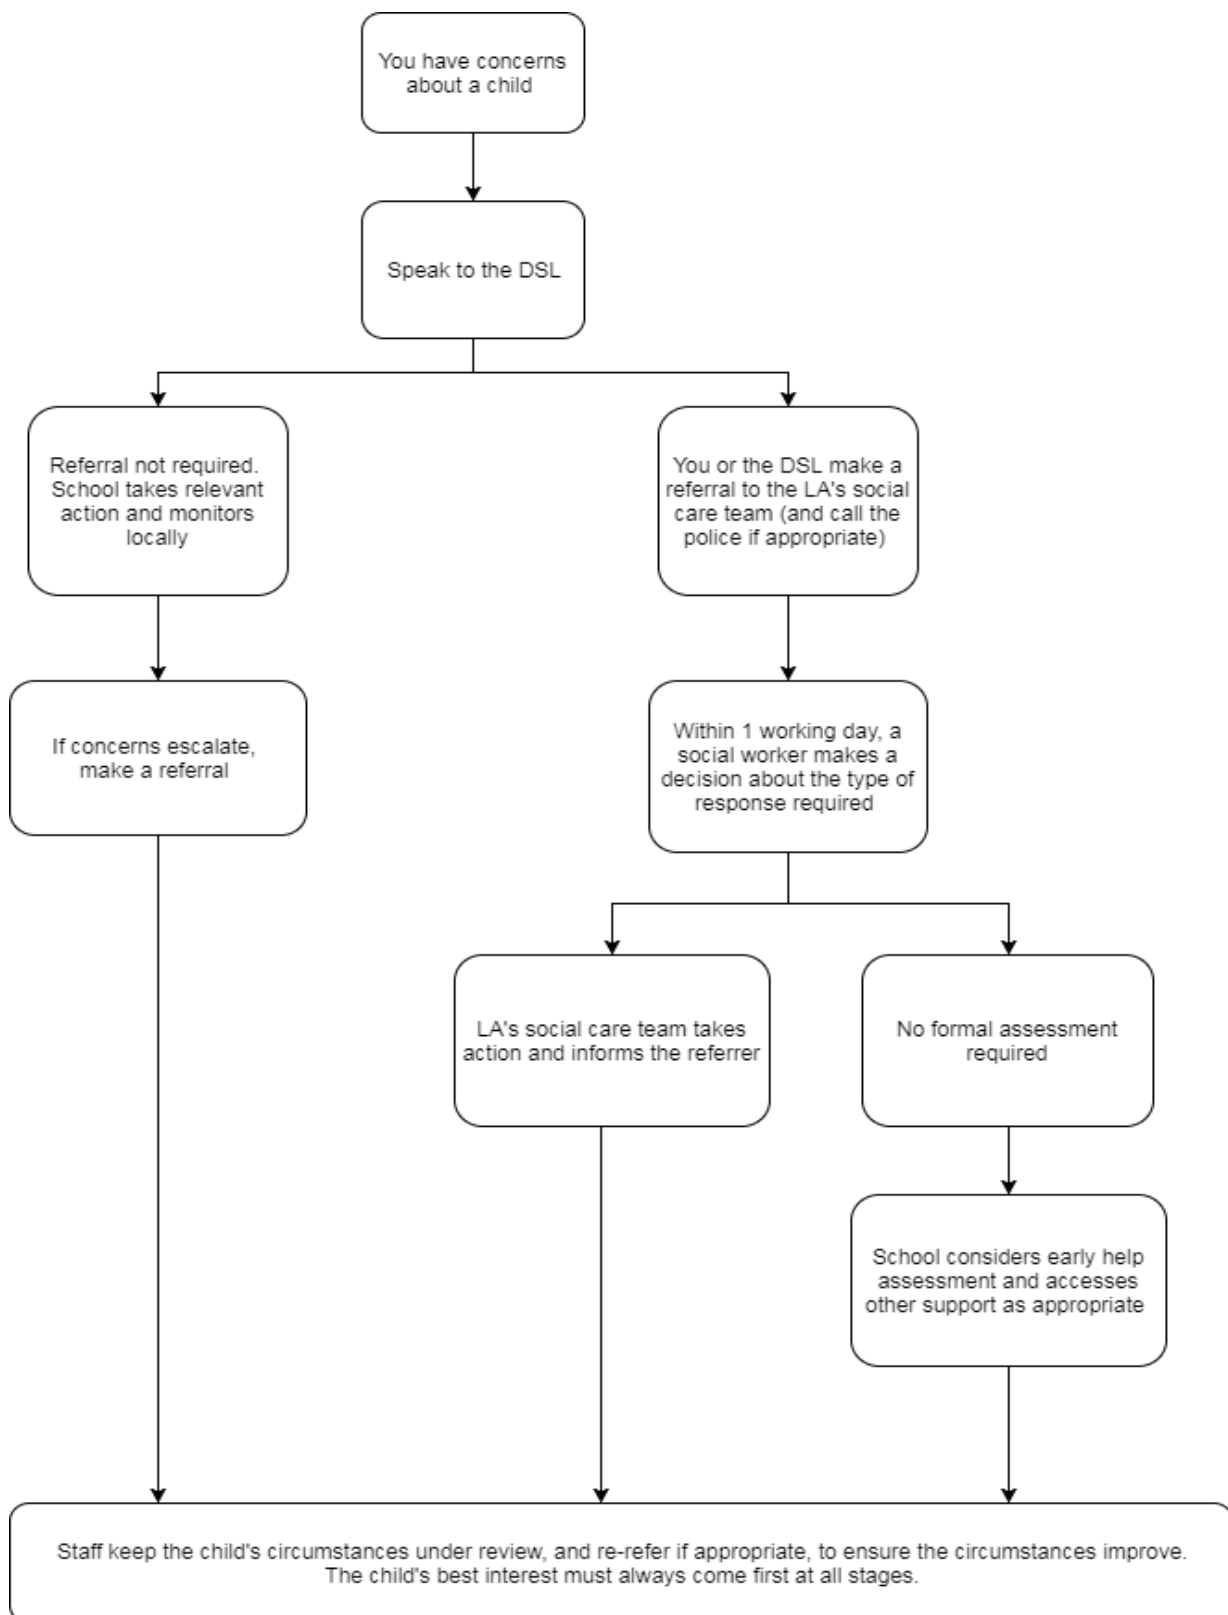 You have concerns
about a child
Speak to the DSL
Referral not required.
School takes relevant
action and monitors
locally
You or the DSL make a
referral to the LA's social
care team (and call the
police if appropriate)
If concerns escalate,
make a referral
Within 1 working day, a
social worker makes a
decision about the type of
response required
LA's social care team takes
action and informs the referrer
No formal assessment
required
School considers early help
assessment and accesses
other support as appropriate
Staff keep the child's circumstances under review, and re-refer if appropriate, to ensure the circumstances improve.
The child's best interest must always come first at all stages.